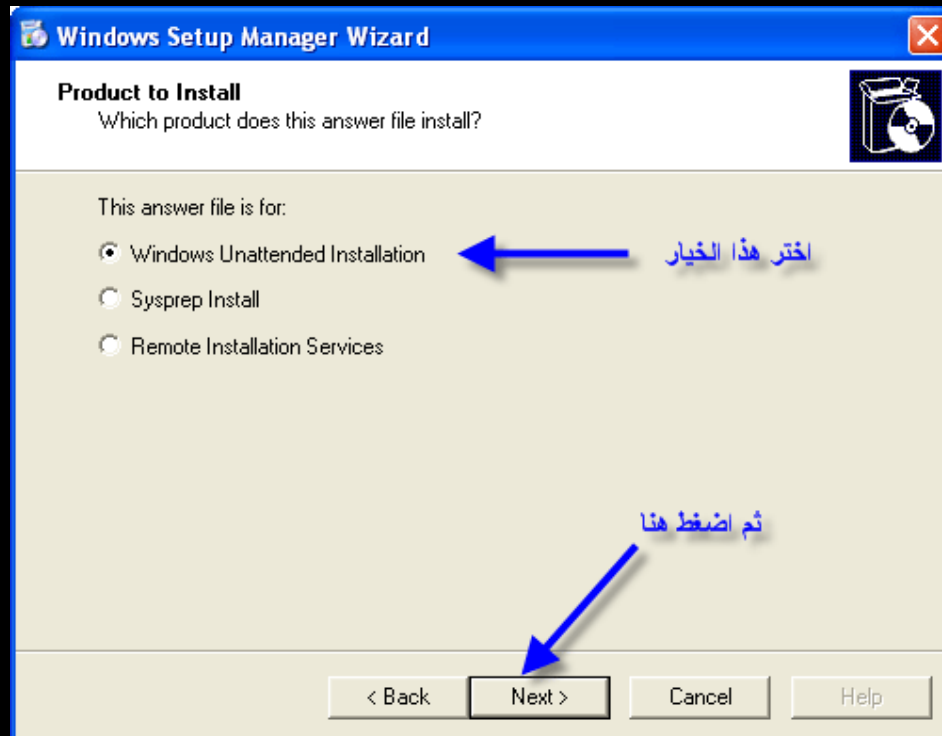 Windows Setup Manager Wizard
Product to Install
Which product does this answer file install?
This answer file is for:
Windows Unattended Installation
اختر هذا الخيار
Sysprep Install
Remote Installation Services
ثم اضغط هنا
< Back
Next >
Cancel
Help